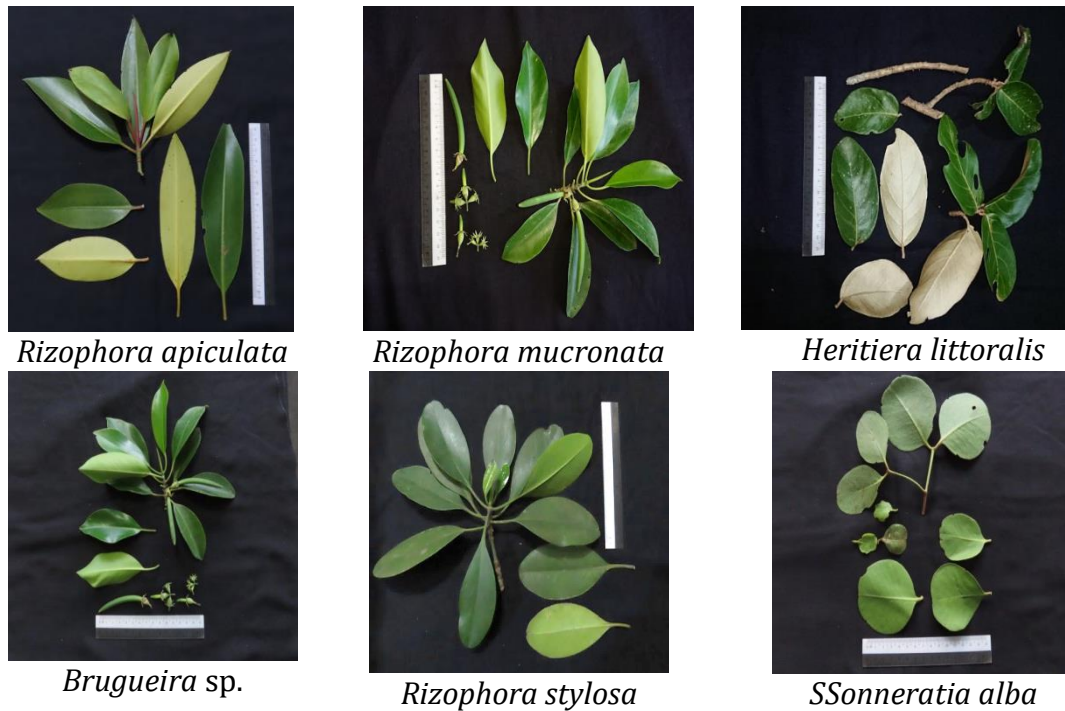 Rizophora apiculata
Rizophora mucronata
Heritiera littoralis
Brugueira sp.
Rizophora stylosa
SSonneratia alba